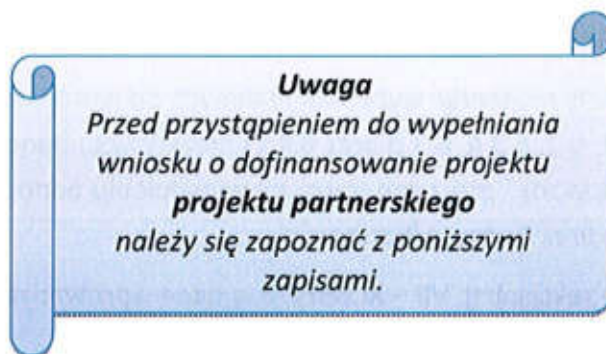 Uwaga
Przed przystąpieniem do wypełniania
wniosku o dofinansowanie projektu
projektu partnerskiego
należy się zapoznać z poniższymi
zapisami.